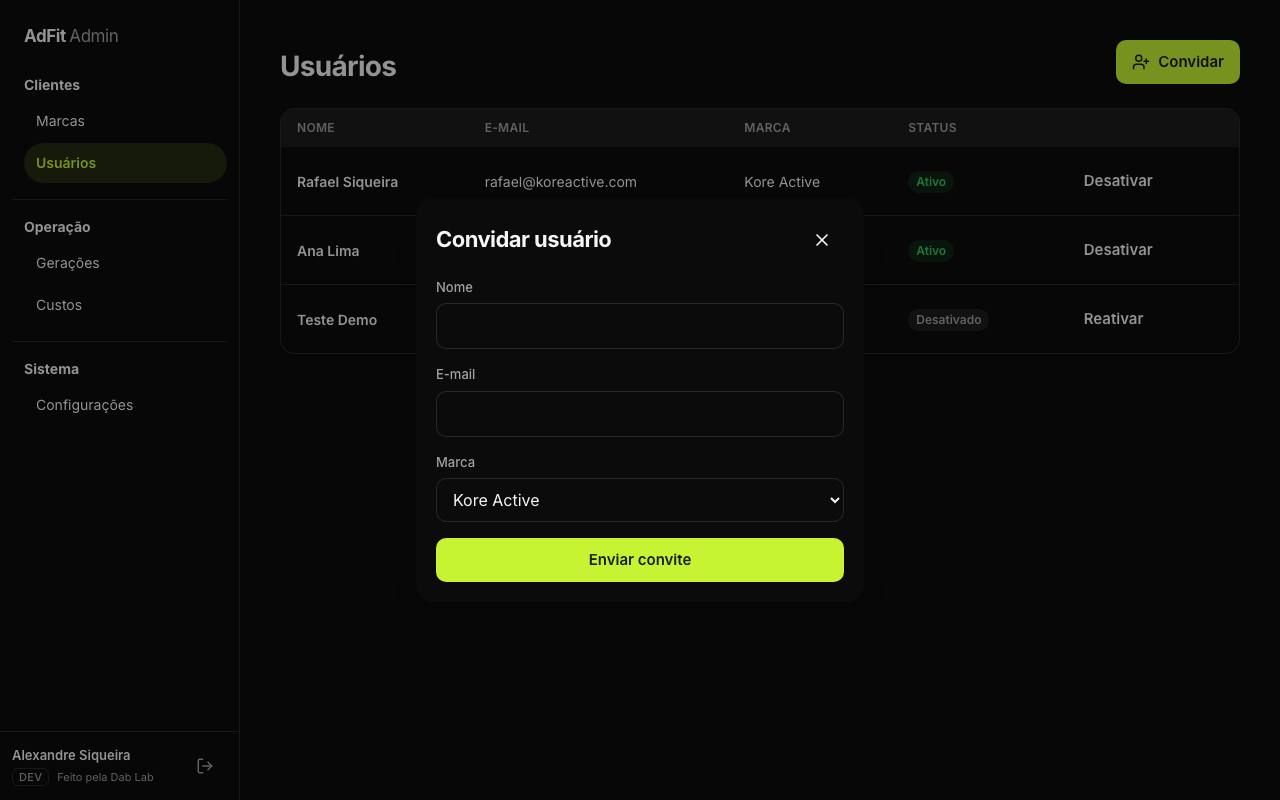 AdFit Admin
Clientes
Marcas
Usuários
Operação
Gerações
Custos
Sistema
Configurações
Alexandre Siqueira
DEV Feito pela Dab Lab
Usuários
Convidar
NOME E-MAIL MARCA STATUS
Rafael Siqueira rafael@koreactive.com Kore Active Ativo Desativar
Ana Lima Ativo Desativar
Teste Demo Desativado Reativar
Convidar usuário
Nome
E-mail
Marca
Kore Active
Enviar convite